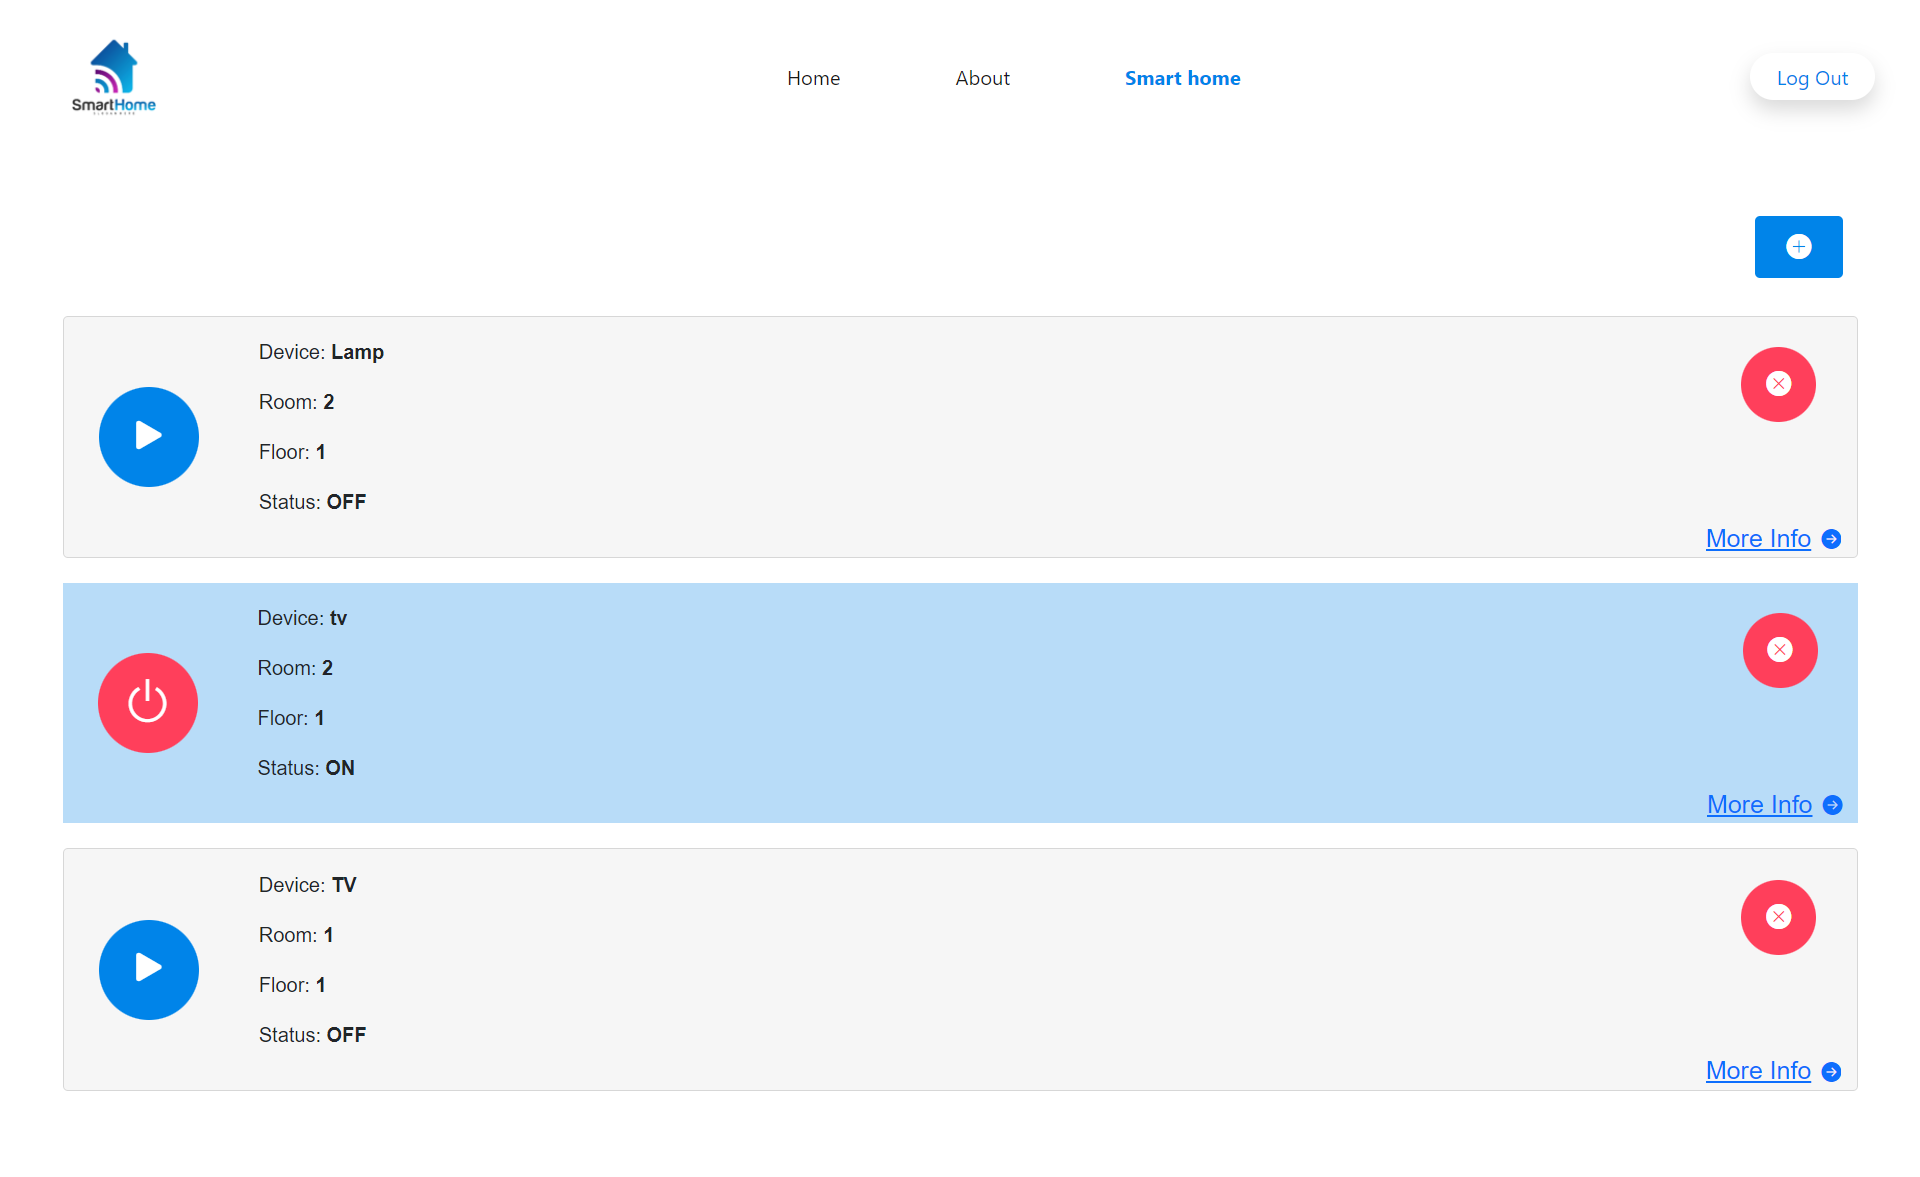 SmartHome
Home
About
Smart home
Log Out
Device: Lamp
Room: 2
Floor: 1
Status: OFF
More Info
Device: tv
Room: 2
Floor: 1
Status: ON
More Info
Device: TV
Room: 1
Floor: 1
Status: OFF
More Info